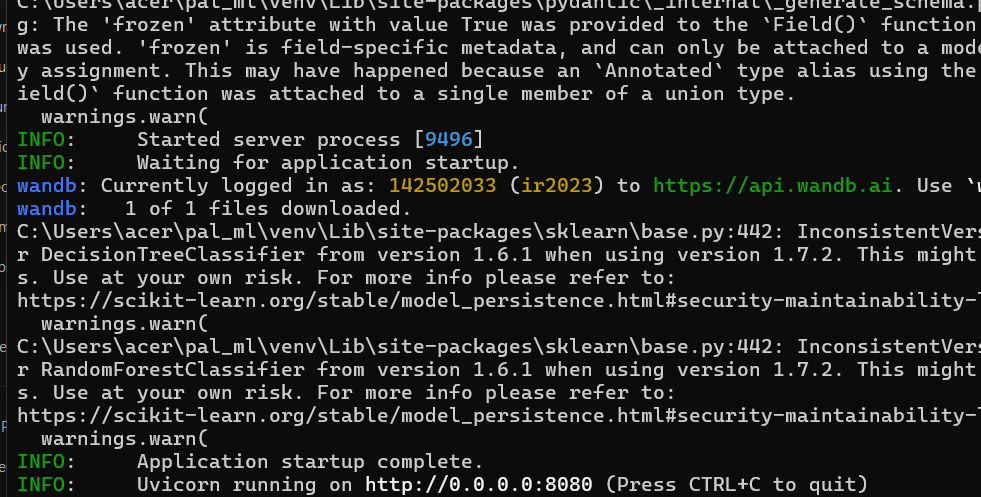 C:\Users\acer\pal_ml\venv\Lib\site-packages\pydantic\_internal\_generate_schema.p
g: The 'frozen' attribute with value True was provided to the `Field()` function
was used. 'frozen' is field-specific metadata, and can only be attached to a mode
y assignment. This may have happened because an `Annotated` type alias using the
ield()` function was attached to a single member of a union type.
warnings.warn(
INFO: Started server process [9496]
INFO: Waiting for application startup.
wandb: Currently logged in as: 142502033 (ir2023) to https://api.wandb.ai. Use `w
wandb: 1 of 1 files downloaded.
C:\Users\acer\pal_ml\venv\Lib\site-packages\sklearn\base.py:442: InconsistentVers
r DecisionTreeClassifier from version 1.6.1 when using version 1.7.2. This might
s. Use at your own risk. For more info please refer to:
https://scikit-learn.org/stable/model_persistence.html#security-maintainability-l
warnings.warn(
C:\Users\acer\pal_ml\venv\Lib\site-packages\sklearn\base.py:442: InconsistentVers
r RandomForestClassifier from version 1.6.1 when using version 1.7.2. This might
s. Use at your own risk. For more info please refer to:
https://scikit-learn.org/stable/model_persistence.html#security-maintainability-l
warnings.warn(
INFO: Application startup complete.
INFO: Uvicorn running on http://0.0.0.0:8080 (Press CTRL+C to quit)